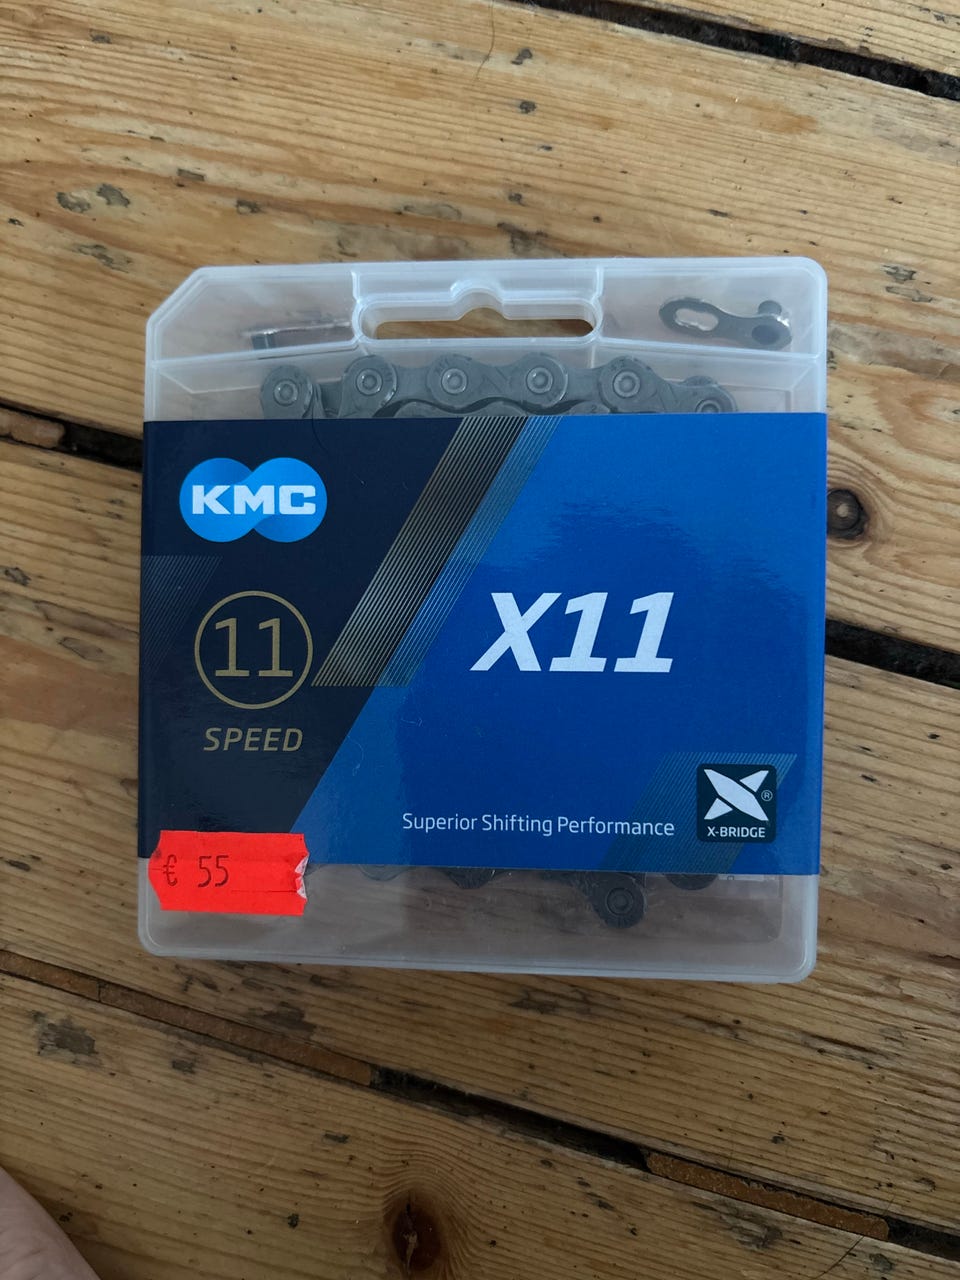 KMC
11
SPEED
X11
Superior Shifting Performance
®
X-BRIDGE
€ 55